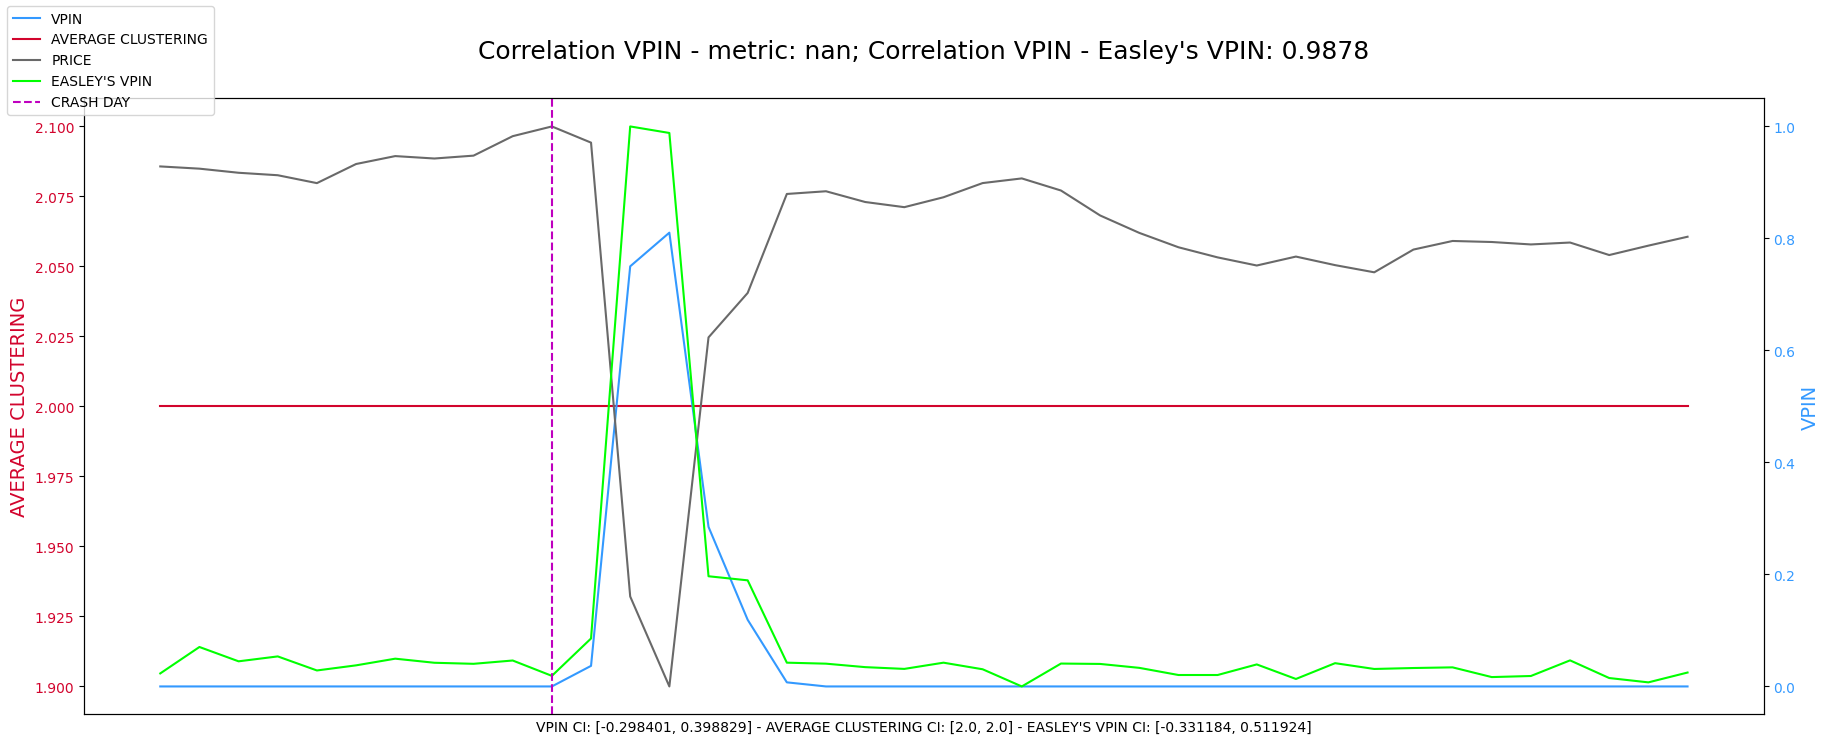 VPIN
AVERAGE CLUSTERING
PRICE
EASLEY'S VPIN
CRASH DAY
Correlation VPIN - metric: nan; Correlation VPIN - Easley's VPIN: 0.9878
AVERAGE CLUSTERING
2.100
2.075
2.050
2.025
2.000
1.975
1.950
1.925
1.900
1.0
0.8
0.6
0.4
0.2
0.0
VPIN
VPIN CI: [-0.298401, 0.398829] - AVERAGE CLUSTERING CI: [2.0, 2.0] - EASLEY'S VPIN CI: [-0.331184, 0.511924]